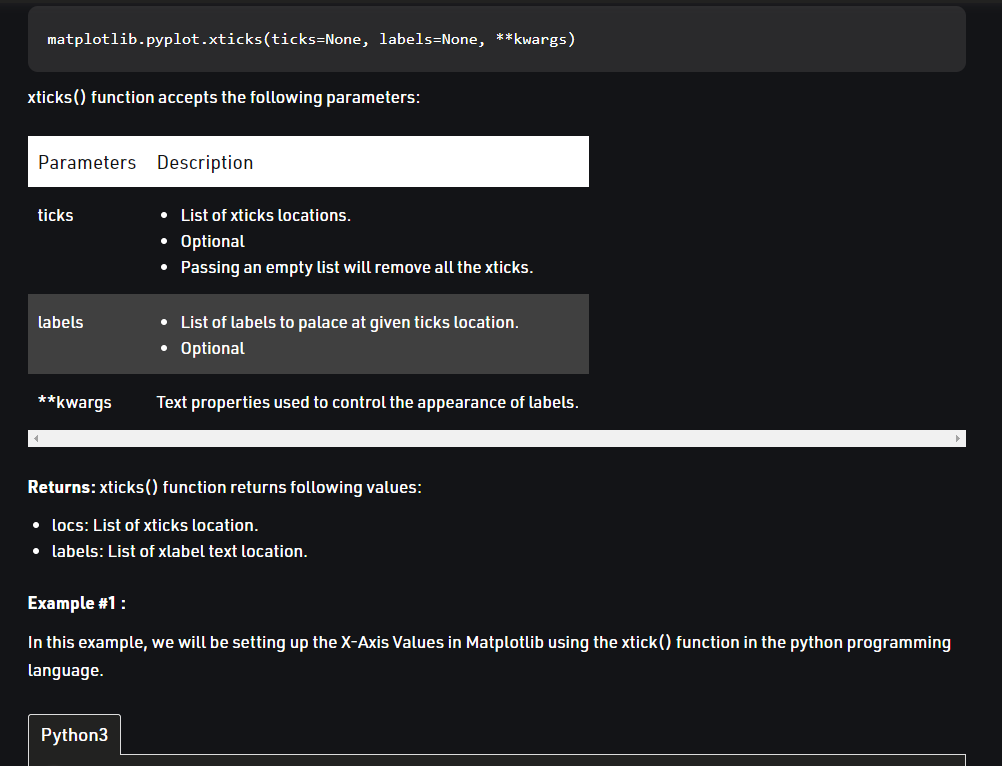 matplotlib.pyplot.xticks(ticks=None, labels=None, **kwargs)
xticks() function accepts the following parameters:
Parameters Description
ticks
• List of xticks locations.
• Optional
• Passing an empty list will remove all the xticks.
labels
• List of labels to palace at given ticks location.
• Optional
**kwargs Text properties used to control the appearance of labels.
Returns: xticks() function returns following values:
• locs: List of xticks location.
• labels: List of xlabel text location.
Example #1 :
In this example, we will be setting up the X-Axis Values in Matplotlib using the xtick() function in the python programming
language.
Python3